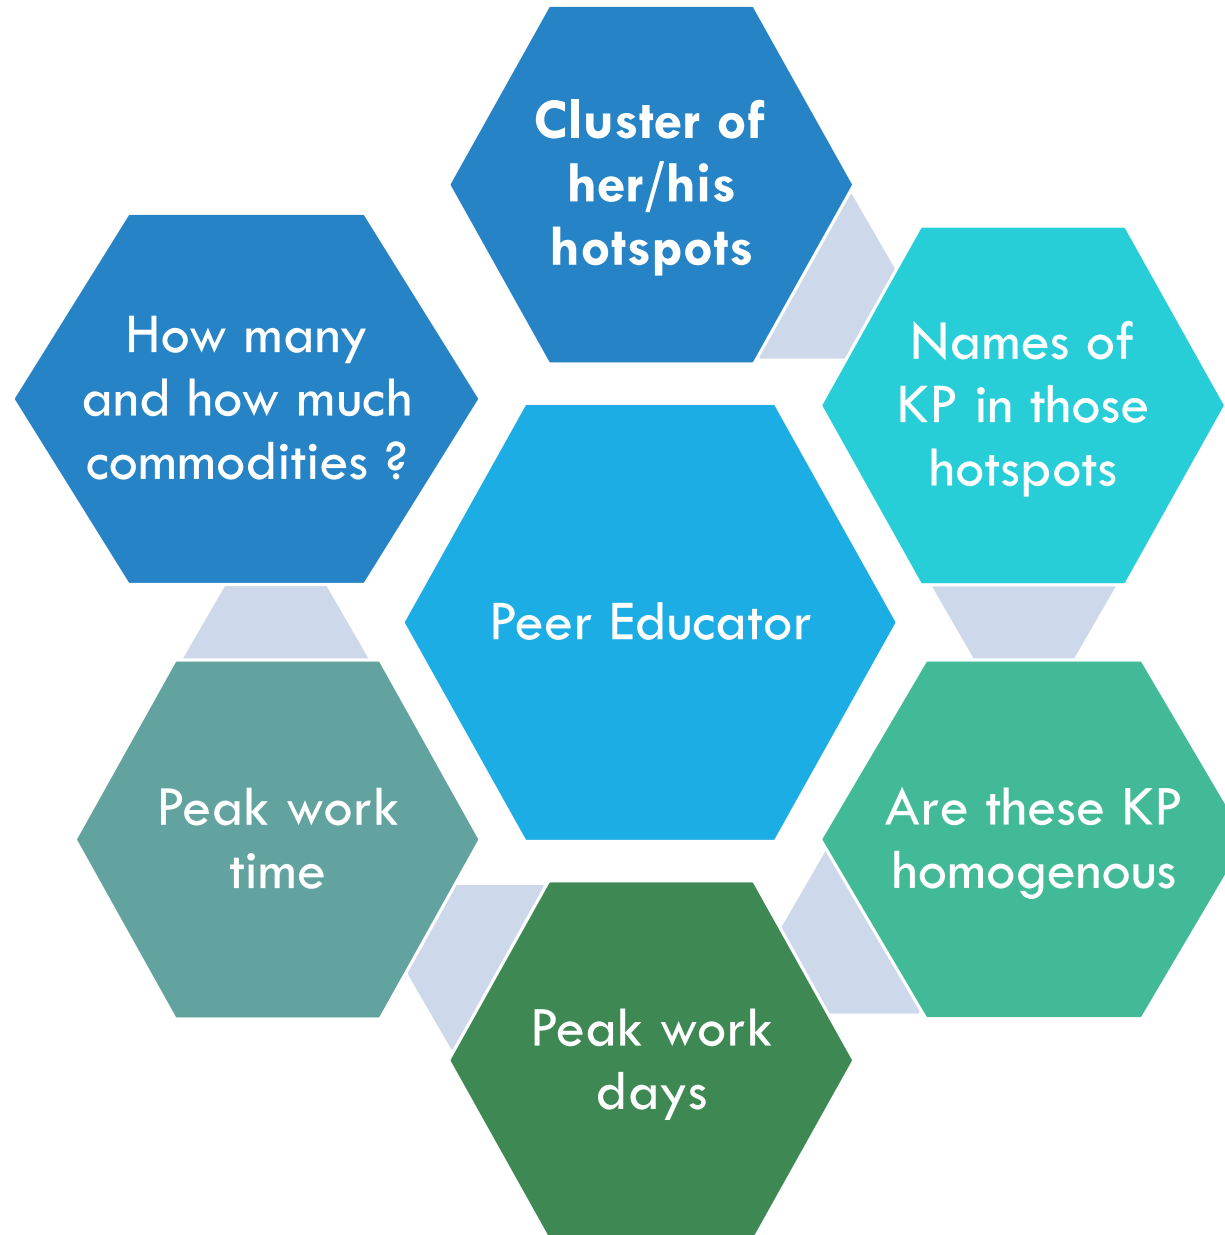 Cluster of
her/his
hotspots
Names of
KP in those
hotspots
Are these KP
homogenous
Peak work
days
Peak work
time
How many
and how much
commodities ?
Peer Educator